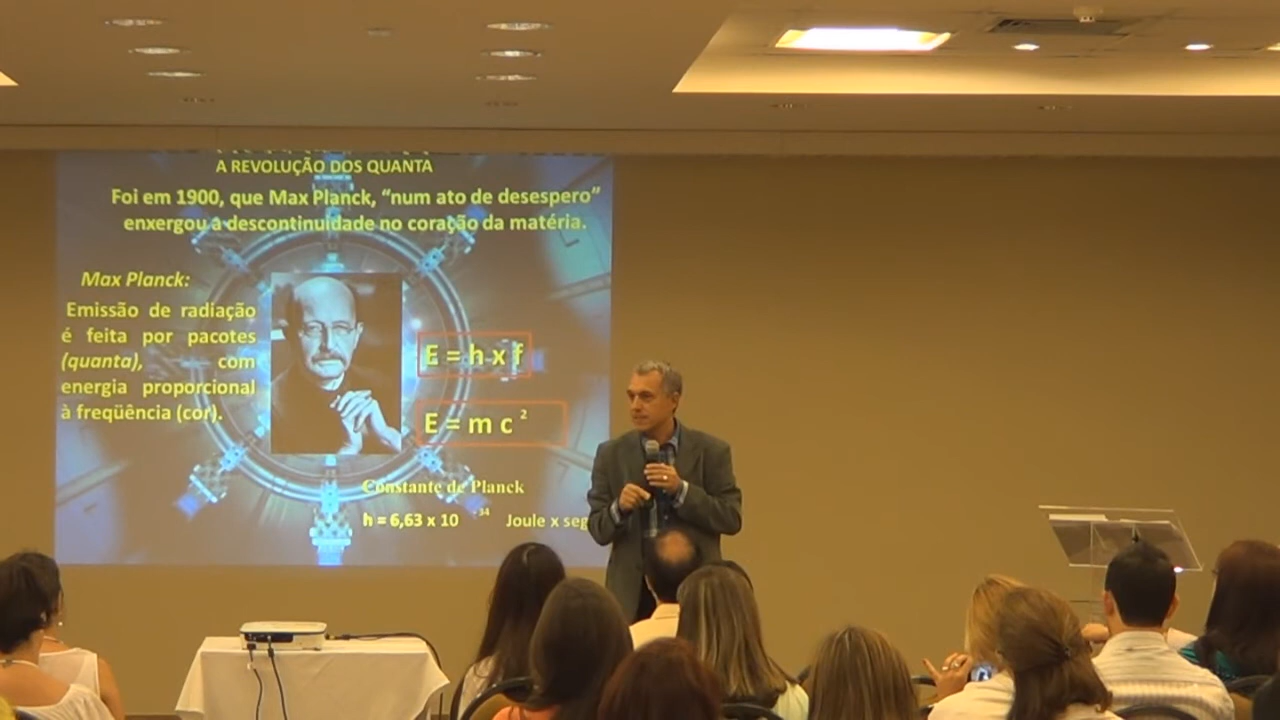 A REVOLUÇÃO DOS QUANTA
Foi em 1900, que Max Planck, “num ato de desespero”
enxergou a descontinuidade no coração da matéria.
Max Planck:
Emissão de radiação
é feita por pacotes
(quanta), com
energia proporcional
à freqüência (cor).
E = h x f
E = m c ²
Constante de Planck
h = 6,63 x 10 -34 Joule x seg